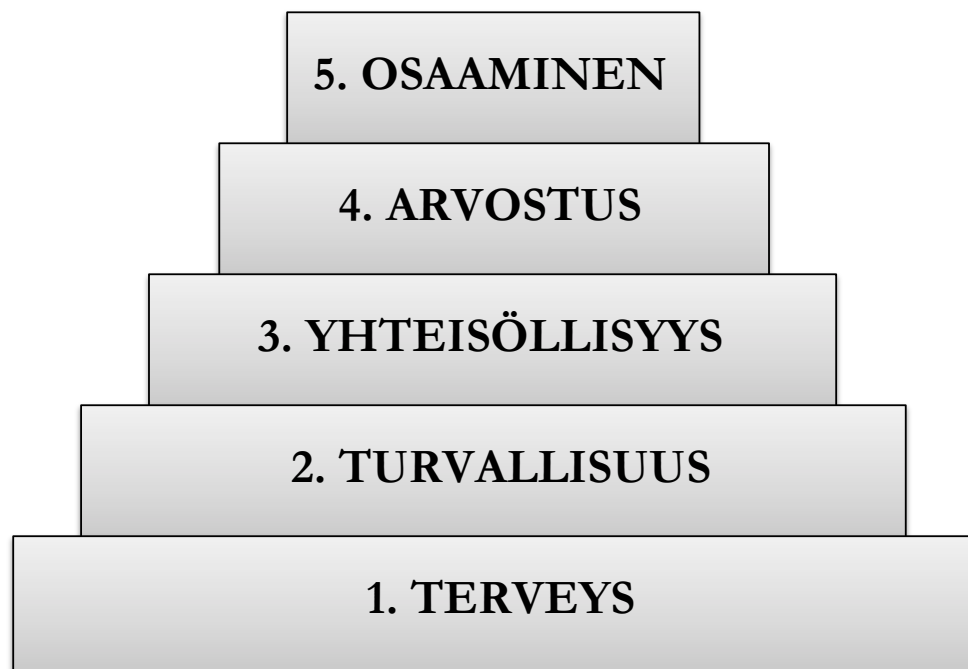 5. OSAAMINEN
4. ARVOSTUS
3. YHTEISÖLLISYYS
2. TURVALLISUUS
1. TERVEYS